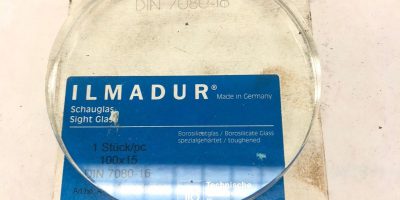 DIN 7080-16
ILMADUR® Made in Germany
Schauglas
Sight Glass
Borosilicatglas / Borosilicate Glass
spezialgehärtet / toughened
1 Stück/pc
100x15
DIN 7080-16
Technische